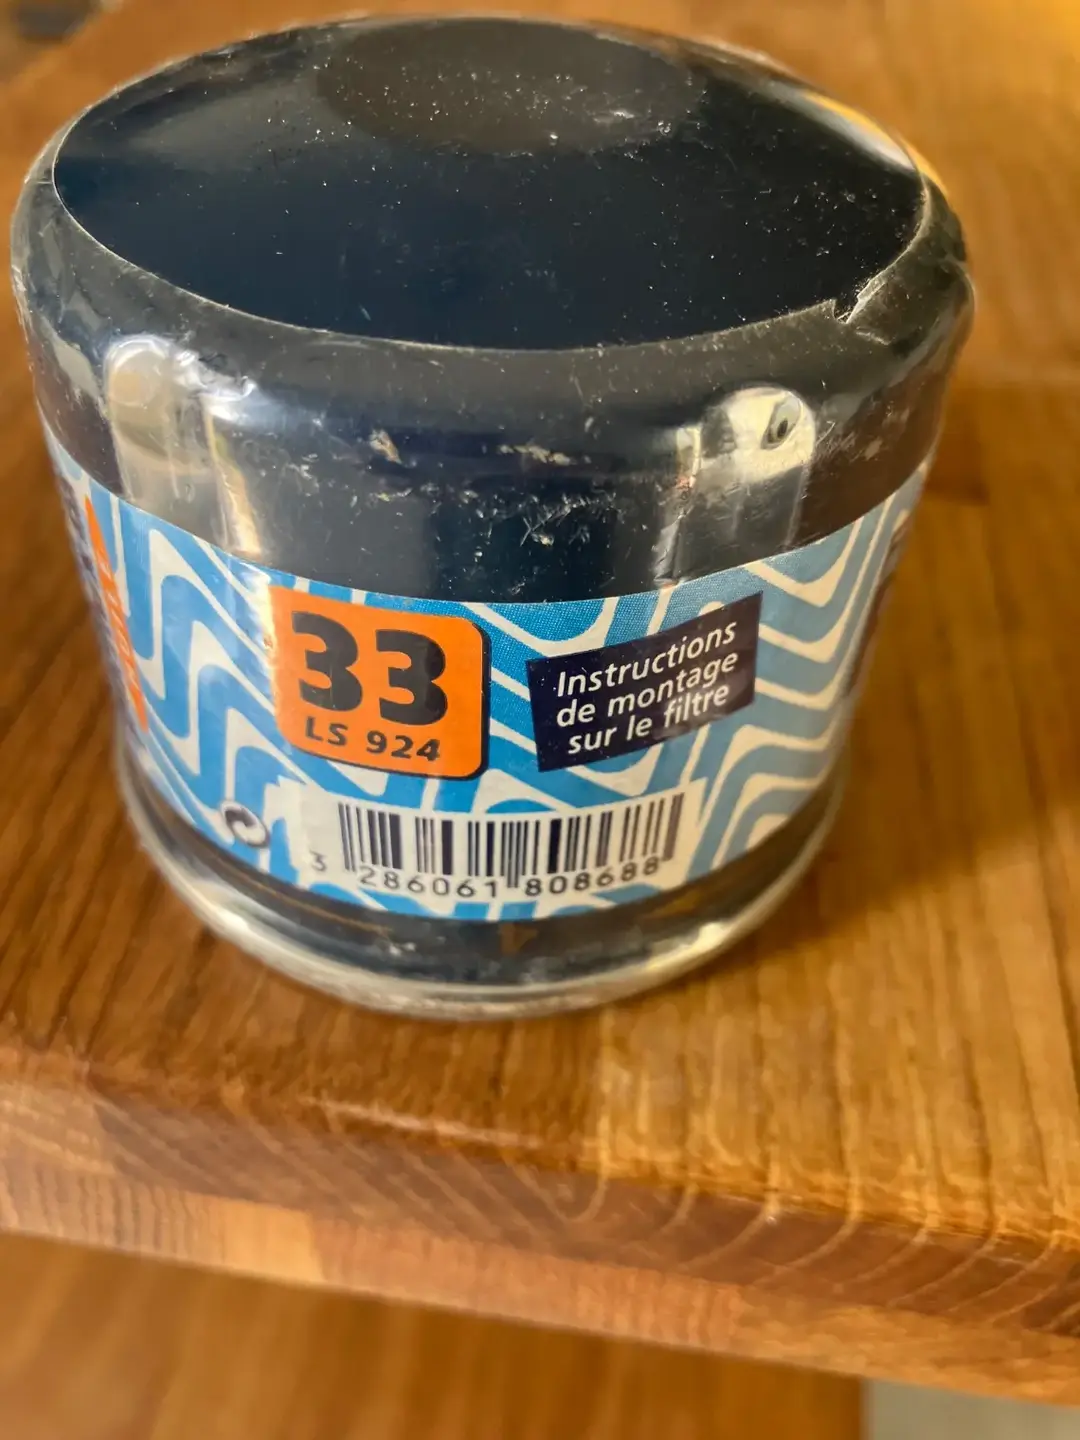 33
LS 924
Instructions
de montage
sur le filtre
3 286061 808688